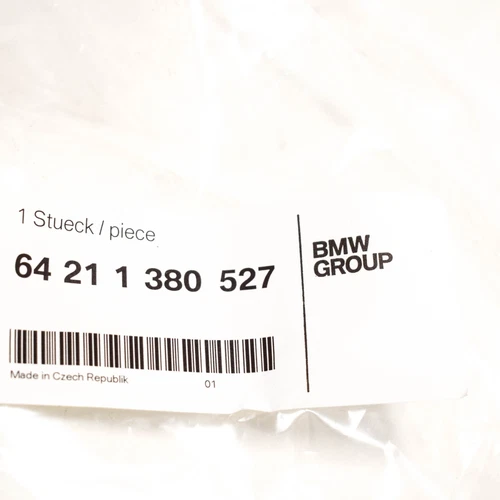 1 Stueck / piece
64 21 1 380 527
Made in Czech Republik 01
BMW
GROUP